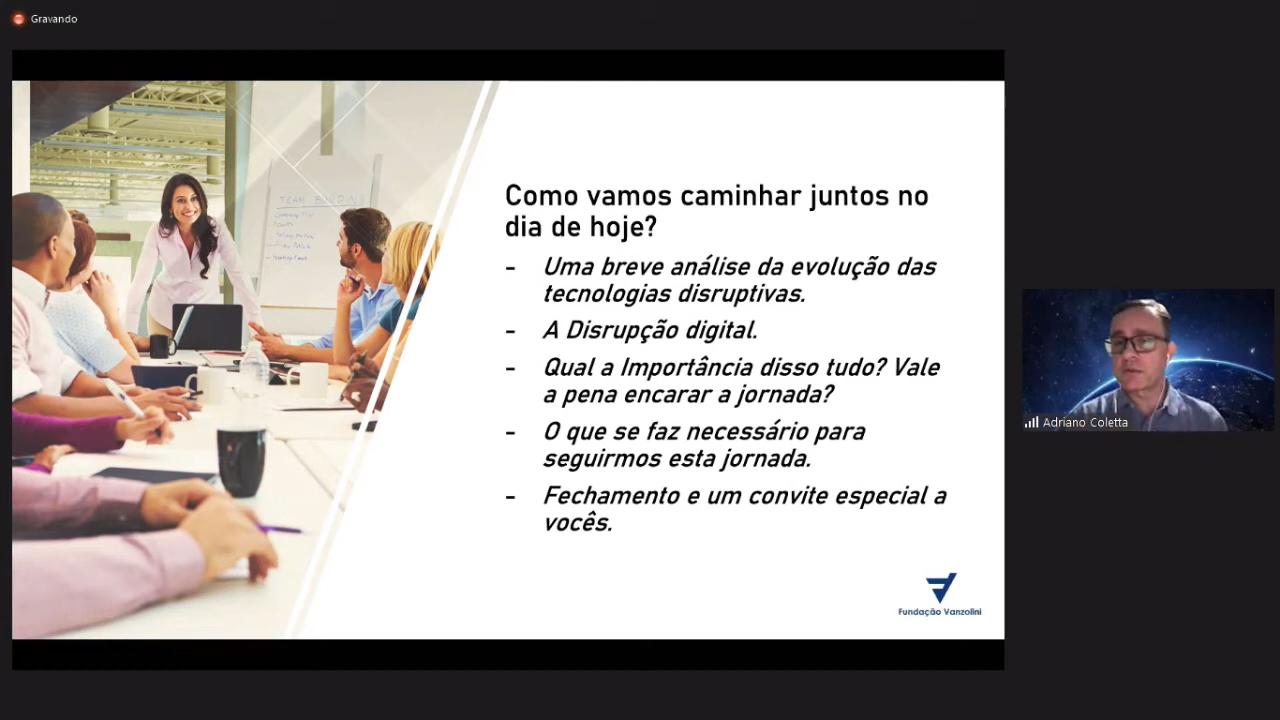 Gravando
TEAM BUILDING
Como vamos caminhar juntos no
dia de hoje?
- Uma breve análise da evolução das
tecnologias disruptivas.
- A Disrupção digital.
- Qual a Importância disso tudo? Vale
a pena encarar a jornada?
- O que se faz necessário para
seguirmos esta jornada.
- Fechamento e um convite especial a
vocês.
Fundação Vanzolini
Adriano Coletta